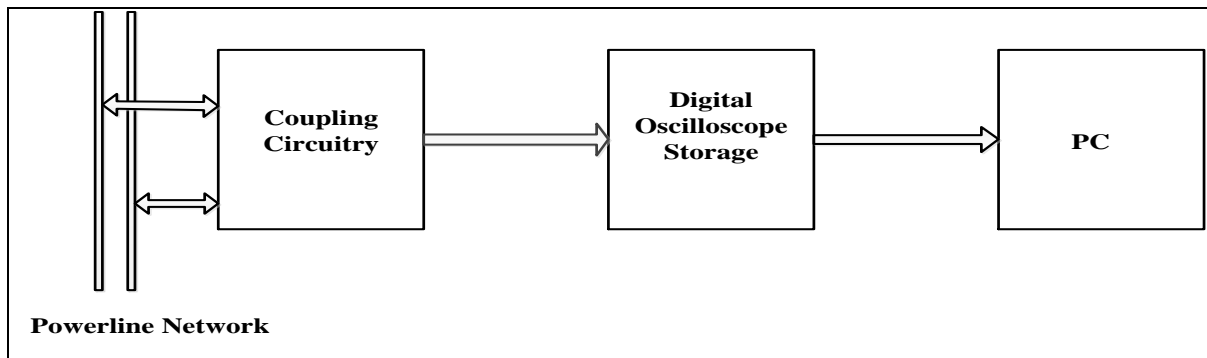 Coupling
Circuitry
Digital
Oscilloscope
Storage
PC
Powerline Network